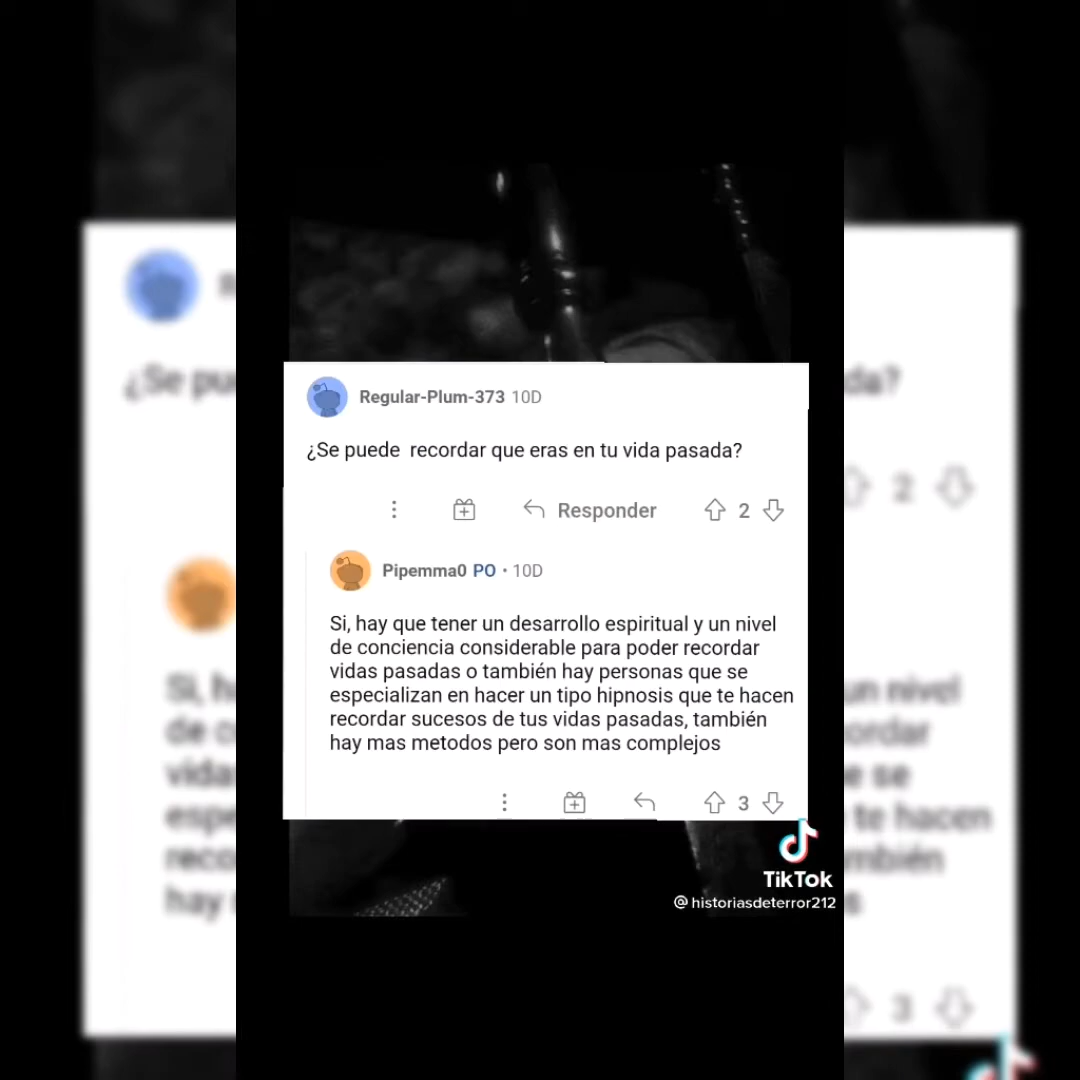 Regular-Plum-373 10D
¿Se puede recordar que eras en tu vida pasada?
Responder
2
Pipemma0 PO • 10D
Si, hay que tener un desarrollo espiritual y un nivel
de conciencia considerable para poder recordar
vidas pasadas o también hay personas que se
especializan en hacer un tipo hipnosis que te hacen
recordar sucesos de tus vidas pasadas, también
hay mas metodos pero son mas complejos
3
TikTok
@historiasdeterror212